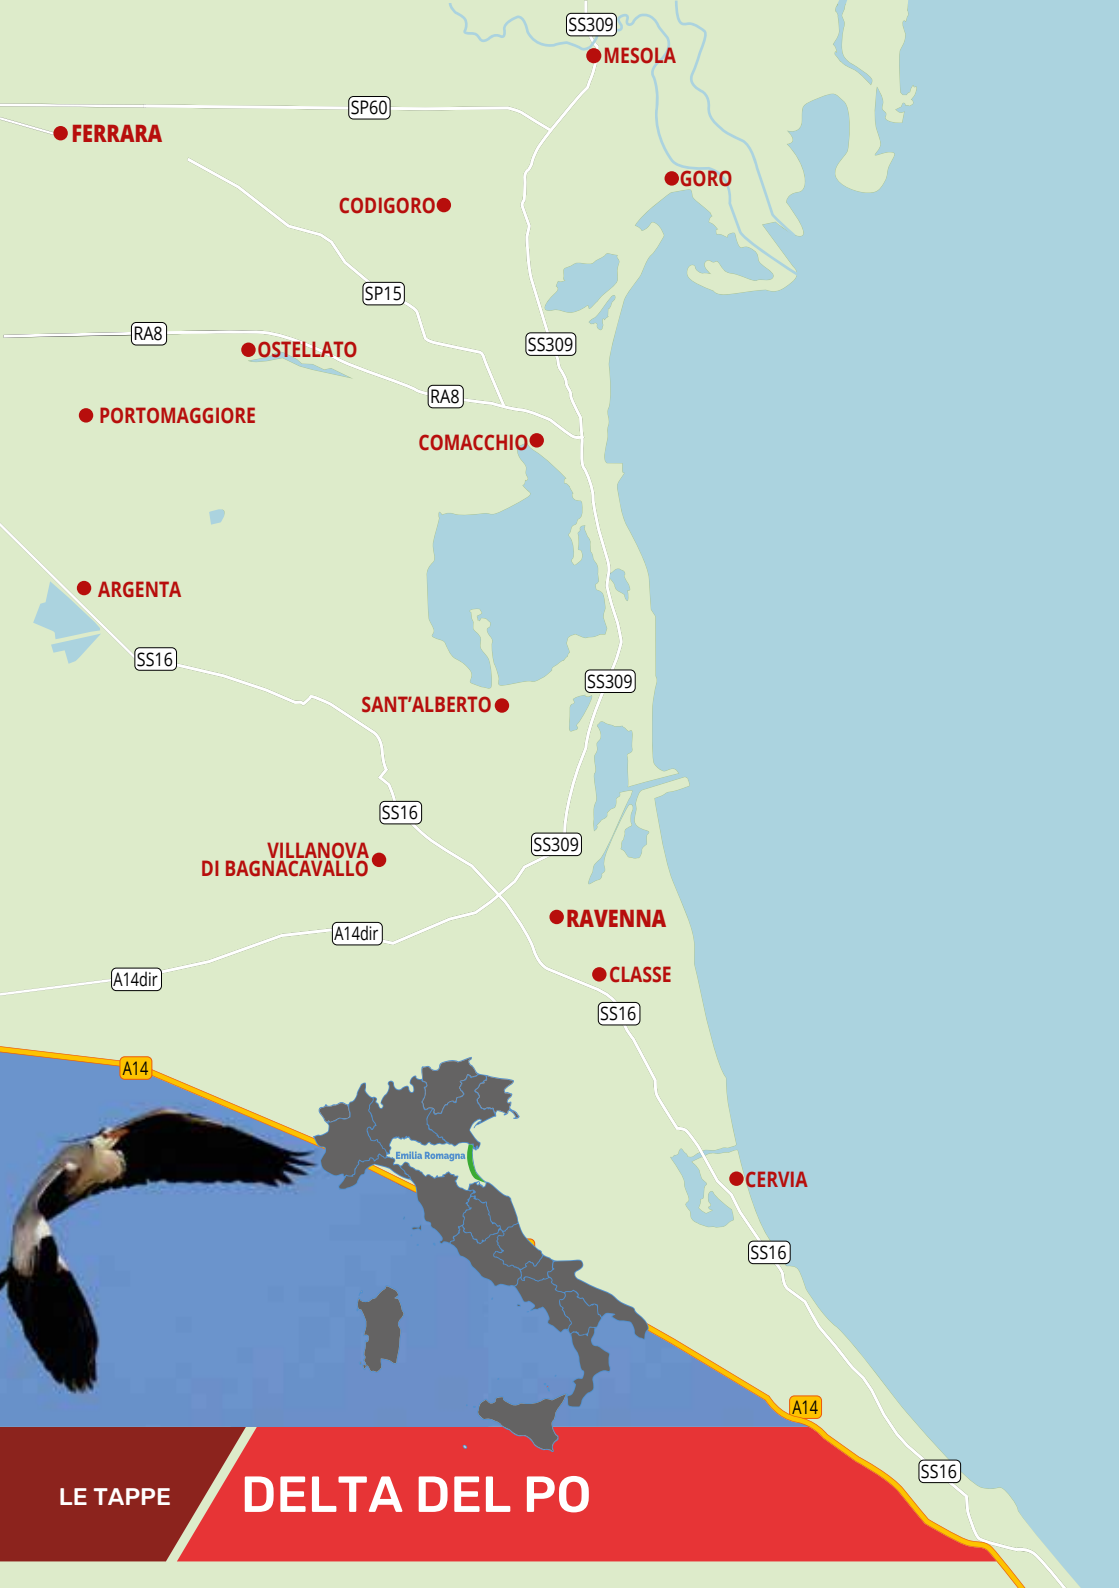 SS309
MESOLA
SP60
FERRARA
GORO
CODIGORO
SP15
RA8
SS309
OSTELLATO
RA8
PORTOMAGGIORE
COMACCHIO
ARGENTA
SS16
SS309
SANT'ALBERTO
SS16
SS309
VILLANOVA
DI BAGNACAVALLO
RAVENNA
A14dir
CLASSE
A14dir
SS16
A14
Emilia Romagna
CERVIA
SS16
A14
SS16
LE TAPPE
DELTA DEL PO